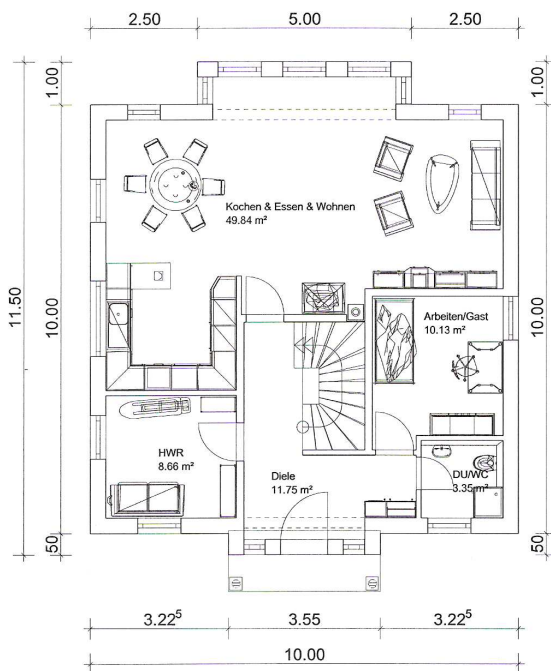 2.50 5.00 2.50
1.00 1.00
Kochen & Essen & Wohnen
49.84 m²
11.50 10.00 10.00
Arbeiten/Gast
10.13 m²
HWR
8.66 m²
Diele
11.75 m²
DU/WC
3.35 m²
50 50
3.22⁵ 3.55 3.22⁵
10.00